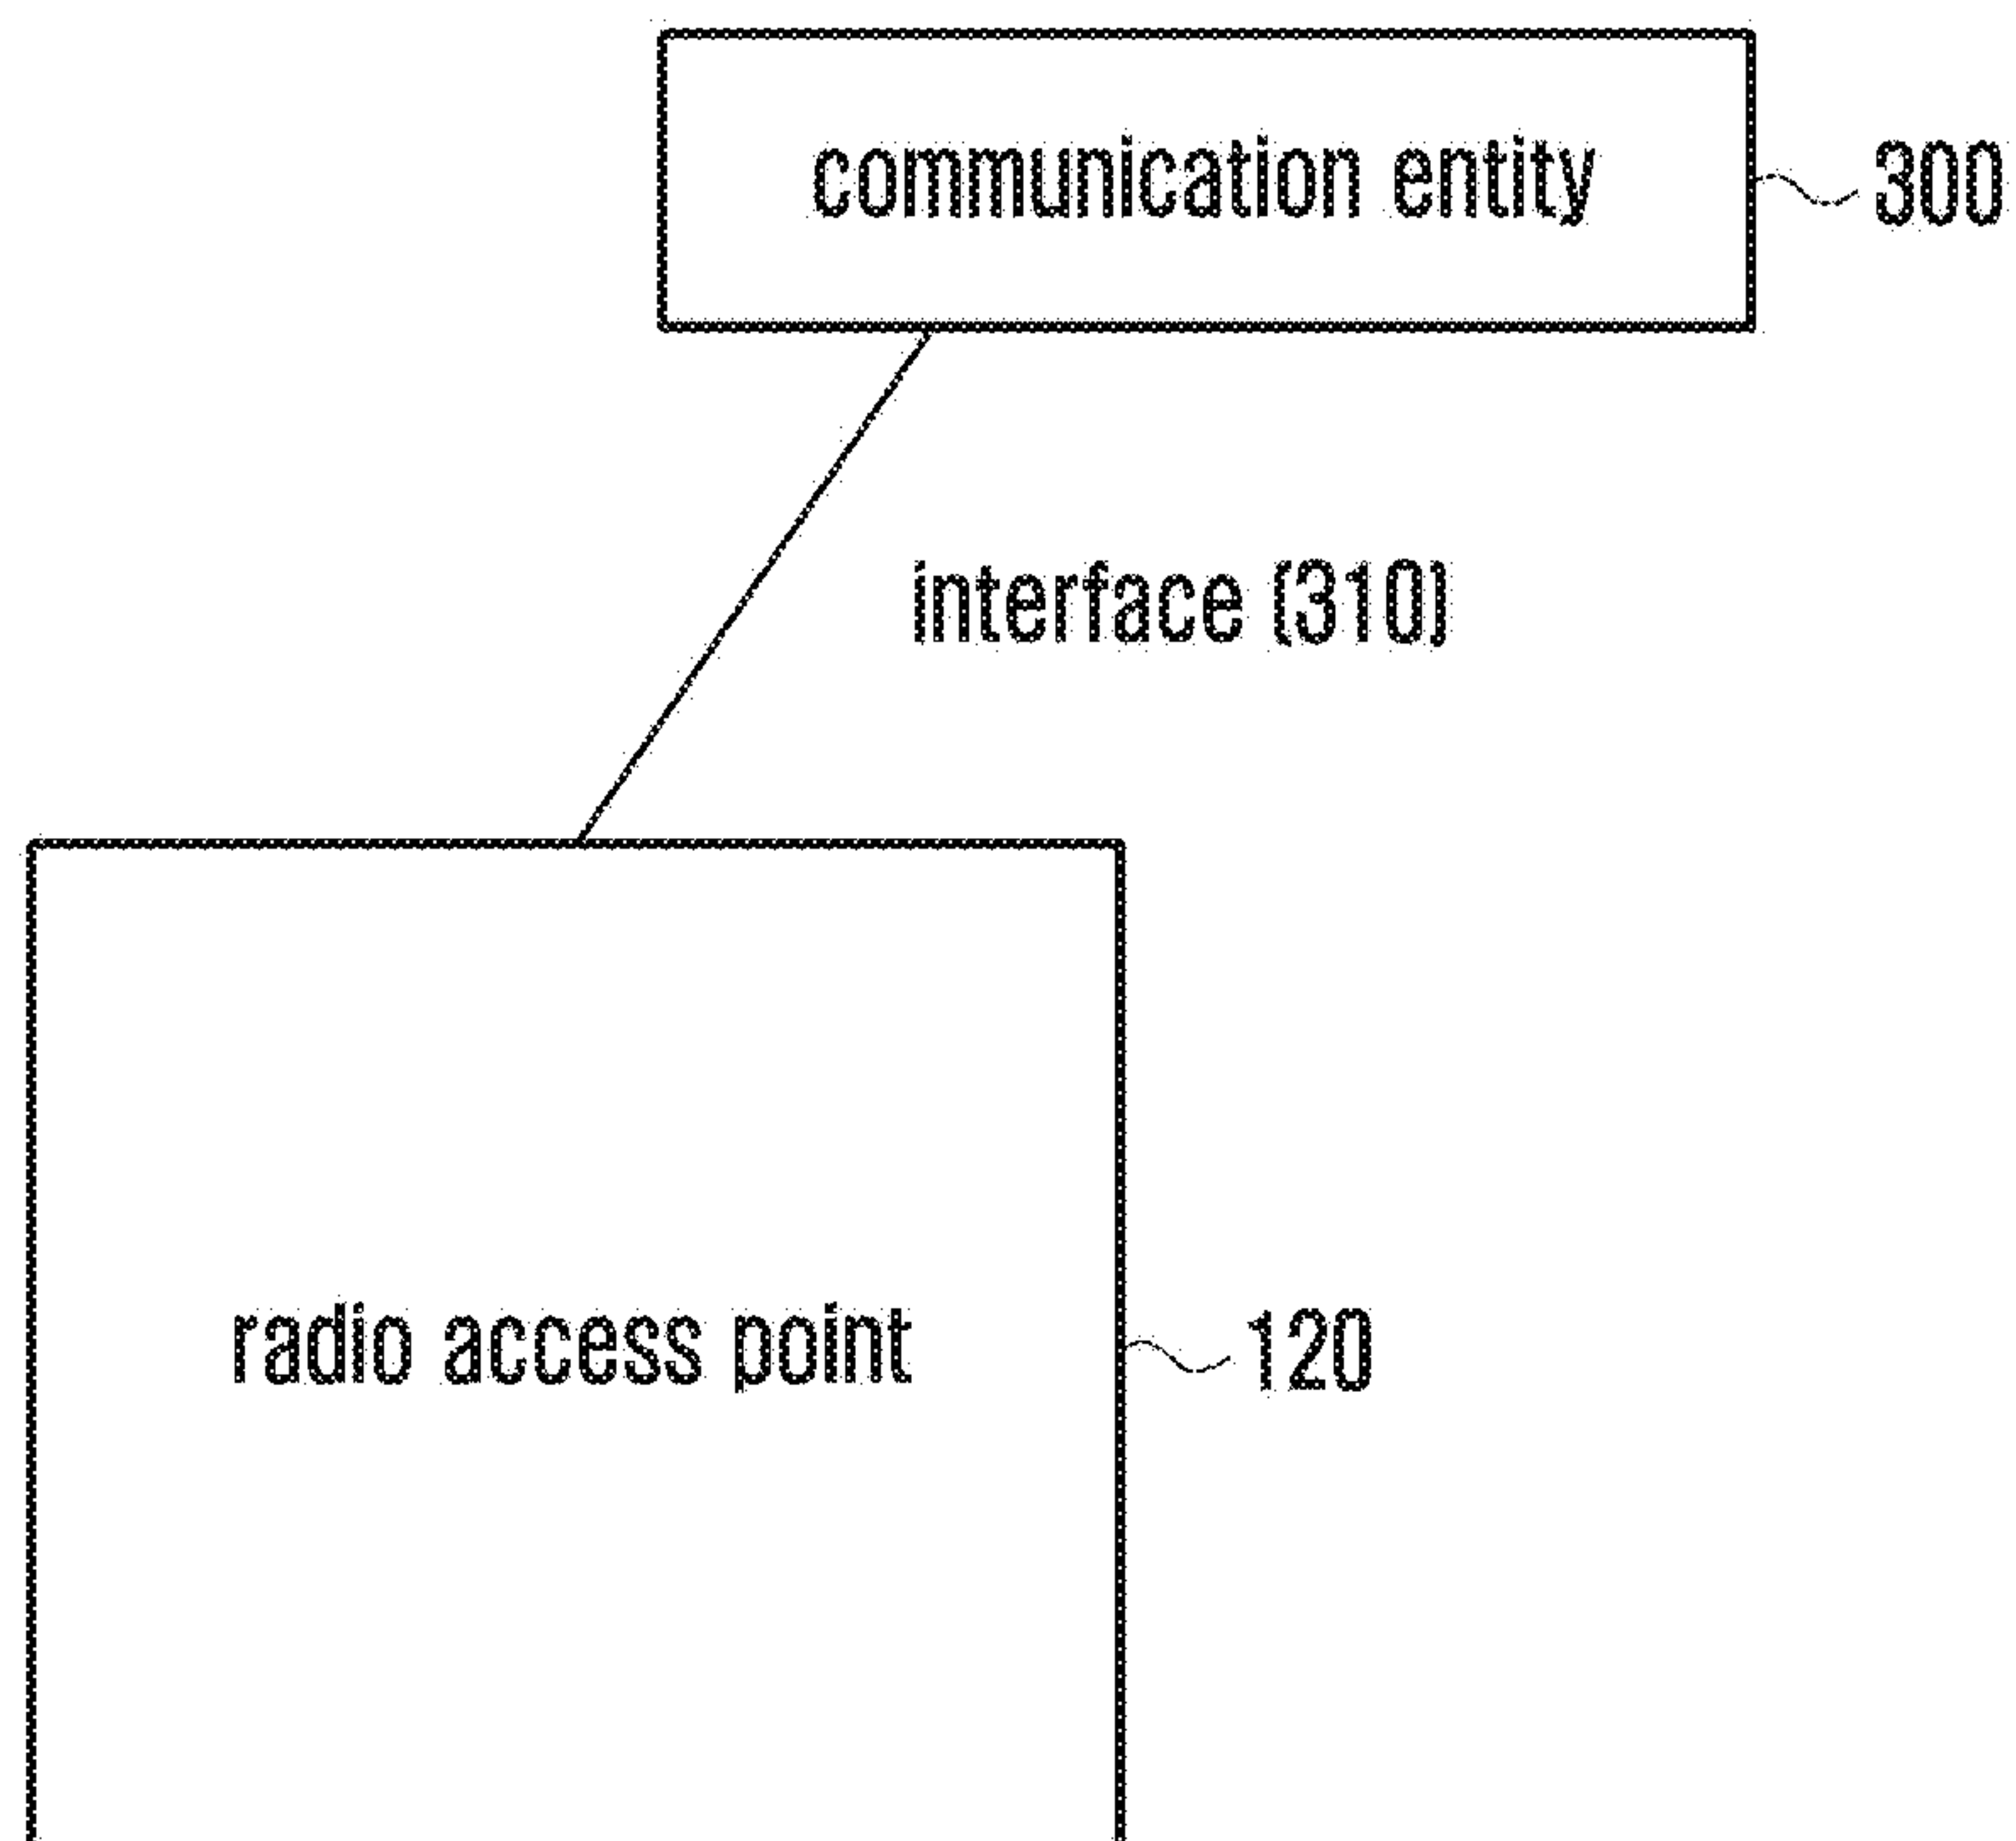 communication entity
300
interface (310)
radio access point
120